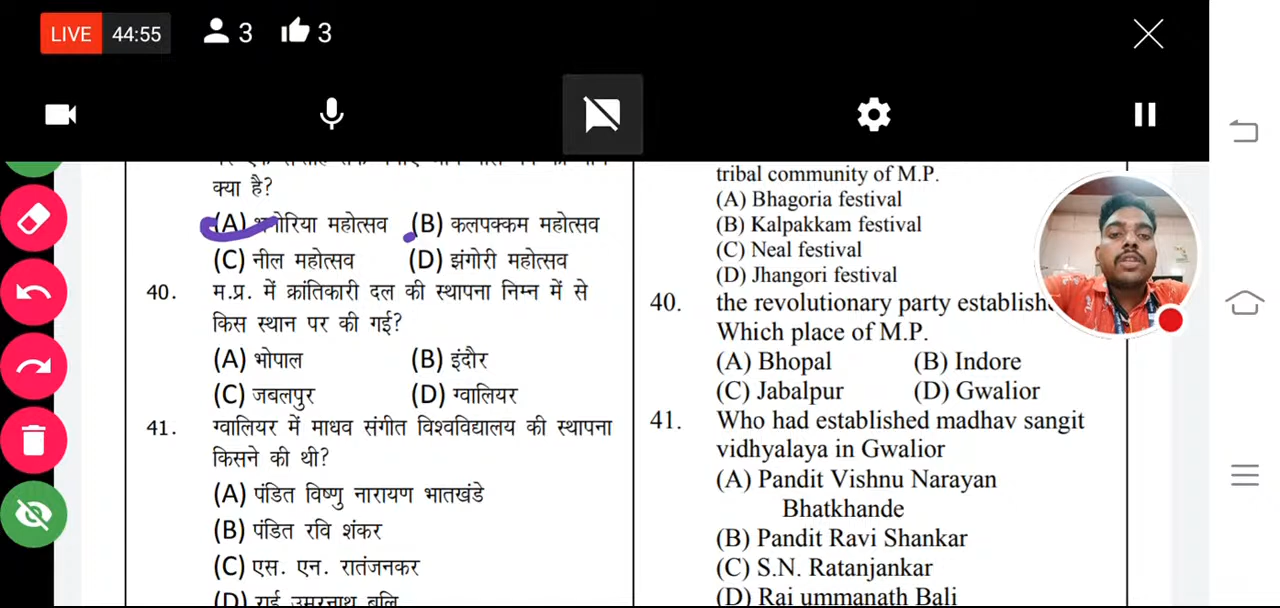 LIVE 44:55 3 3
क्या है?
(A) भगोरिया महोत्सव (B) कलपक्कम महोत्सव
(C) नील महोत्सव (D) झंगोरी महोत्सव
40. म.प्र. में क्रांतिकारी दल की स्थापना निम्न में से
किस स्थान पर की गई?
(A) भोपाल (B) इंदौर
(C) जबलपुर (D) ग्वालियर
41. ग्वालियर में माधव संगीत विश्वविद्यालय की स्थापना
किसने की थी?
(A) पंडित विष्णु नारायण भातखंडे
(B) पंडित रवि शंकर
(C) एस. एन. रातंजनकर
(D) राई उमरनाथ बलि
tribal community of M.P.
(A) Bhagoria festival
(B) Kalpakkam festival
(C) Neal festival
(D) Jhangori festival
40. the revolutionary party establish
Which place of M.P.
(A) Bhopal (B) Indore
(C) Jabalpur (D) Gwalior
41. Who had established madhav sangit
vidhyalaya in Gwalior
(A) Pandit Vishnu Narayan
Bhatkhande
(B) Pandit Ravi Shankar
(C) S.N. Ratanjankar
(D) Rai ummanath Bali